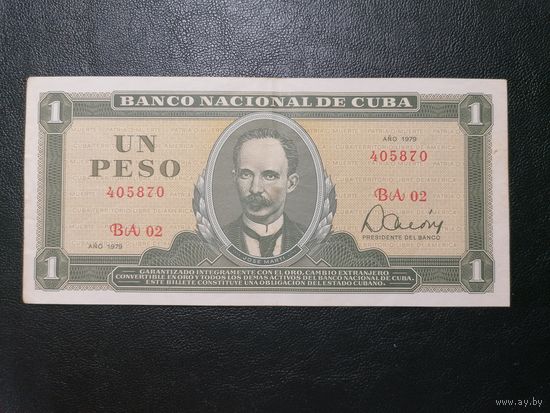 1 BANCO NACIONAL DE CUBA 1
UN
PESO
405870
BA 02
AÑO 1979
AÑO 1979
405870
BA 02
PRESIDENTE DEL BANCO
JOSE MARTI
1 1
GARANTIZADO INTEGRAMENTE CON EL ORO, CAMBIO EXTRANJERO
CONVERTIBLE EN ORO Y TODOS LOS DEMAS ACTIVOS DEL BANCO NACIONAL DE CUBA.
ESTE BILLETE CONSTITUYE UNA OBLIGACION DEL ESTADO CUBANO.
www.ay.by